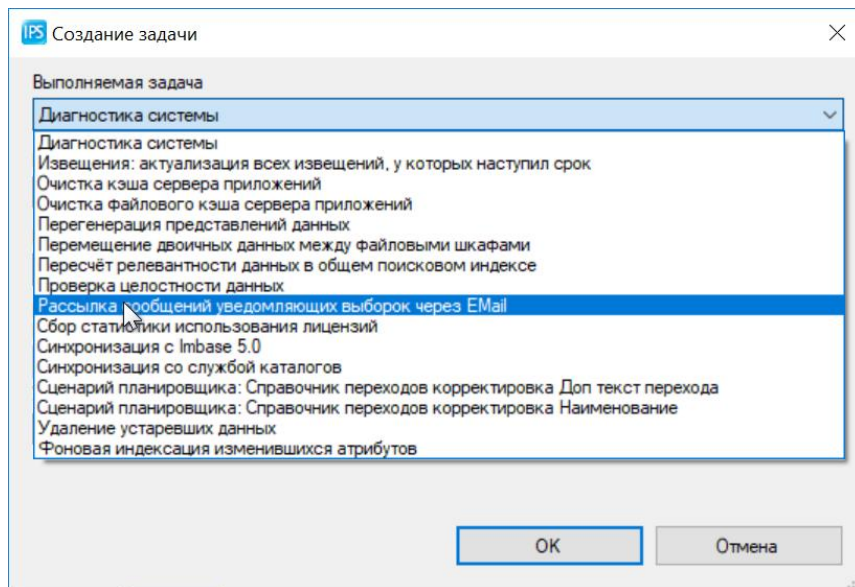 IPS Создание задачи
Выполняемая задача
Диагностика системы
Диагностика системы
Извещения: актуализация всех извещений, у которых наступил срок
Очистка кэша сервера приложений
Очистка файлового кэша сервера приложений
Перегенерация представлений данных
Перемещение двоичных данных между файловыми шкафами
Пересчёт релевантности данных в общем поисковом индексе
Проверка целостности данных
Рассылка сообщений уведомляющих выборок через EMail
Сбор статистики использования лицензий
Синхронизация с Imbase 5.0
Синхронизация со службой каталогов
Сценарий планировщика: Справочник переходов корректировка Доп текст перехода
Сценарий планировщика: Справочник переходов корректировка Наименование
Удаление устаревших данных
Фоновая индексация изменившихся атрибутов
OK Отмена